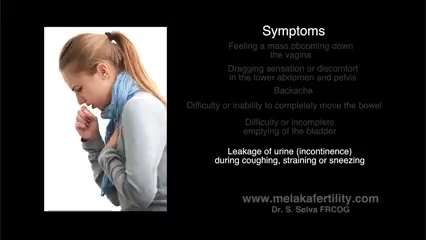 Symptoms
Feeling a mass obcoming down
the vagina
Dragging sensation or discomfort
in the lower abdomen and pelvis
Backache
Difficulty or inability to completely move the bowel
Difficulty or incomplete
emptying of the bladder
Leakage of urine (incontinence)
during coughing, straining or sneezing
www.melakafertility.com
Dr. S. Selva FRCOG